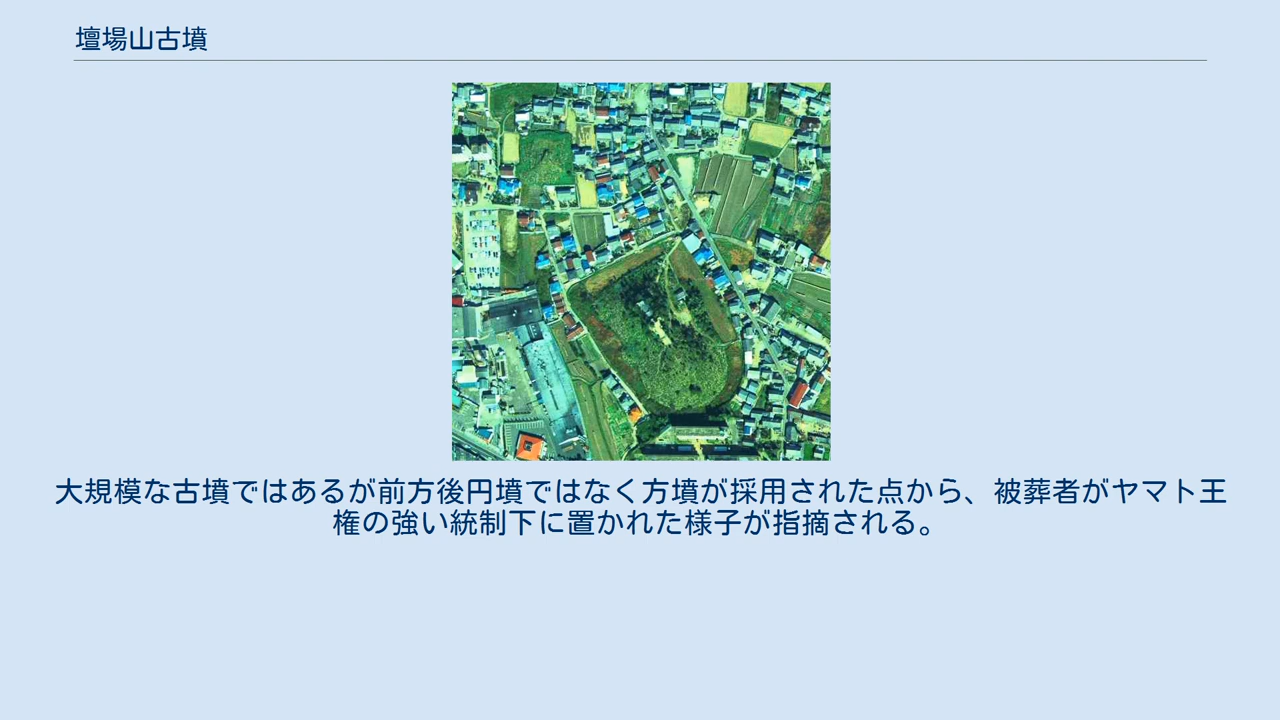 壇場山古墳
大規模な古墳ではあるが前方後円墳ではなく方墳が採用された点から、被葬者がヤマト王
権の強い統制下に置かれた様子が指摘される。